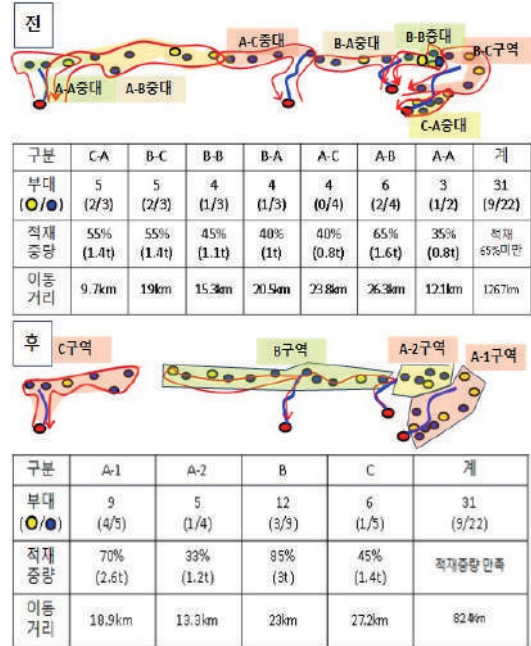 전
A-C중대
B-A중대
B-B중대
B-C구역
A-A중대
A-B중대
C-A중대
구분 C-A B-C B-B B-A A-C A-B A-A 계
부대 5 5 4 4 4 6 3 31
(●/●) (2/3) (2/3) (1/3) (1/3) (0/4) (2/4) (1/2) (9/22)
적재 55% 55% 45% 40% 40% 65% 35% 적재
중량 (1.4t) (1.4t) (1.1t) (1t) (0.8t) (1.6t) (0.8t) 65%미만
이동
거리 9.7km 19km 15.3km 20.5km 23.8km 26.3km 12.1km 126.7km
후
C구역
B구역
A-2구역
A-1구역
구분 A-1 A-2 B C 계
부대 9 5 12 6 31
(●/●) (4/5) (1/4) (3/9) (1/5) (9/22)
적재 70% 33% 85% 45% 적재중량 만족
중량 (2.6t) (1.2t) (3t) (1.4t)
이동
거리 18.9km 13.3km 23km 27.2km 82.4km